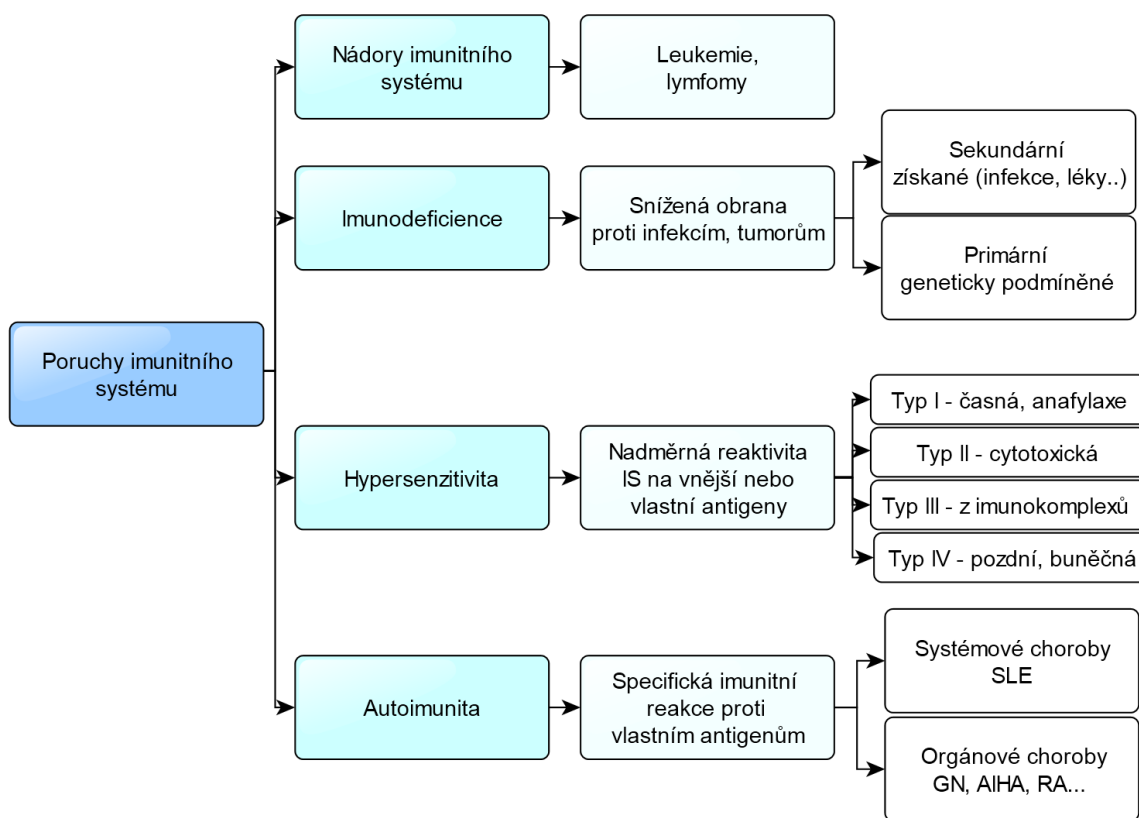 Poruchy imunitního
systému
Nádory imunitního
systému
Leukemie,
lymfomy
Imunodeficience
Snížená obrana
proti infekcím, tumorům
Sekundární
získané (infekce, léky..)
Primární
geneticky podmíněné
Hypersenzitivita
Nadměrná reaktivita
IS na vnější nebo
vlastní antigeny
Typ I - časná, anafylaxe
Typ II - cytotoxická
Typ III - z imunokomplexů
Typ IV - pozdní, buněčná
Autoimunita
Specifická imunitní
reakce proti
vlastním antigenům
Systémové choroby
SLE
Orgánové choroby
GN, AIHA, RA...